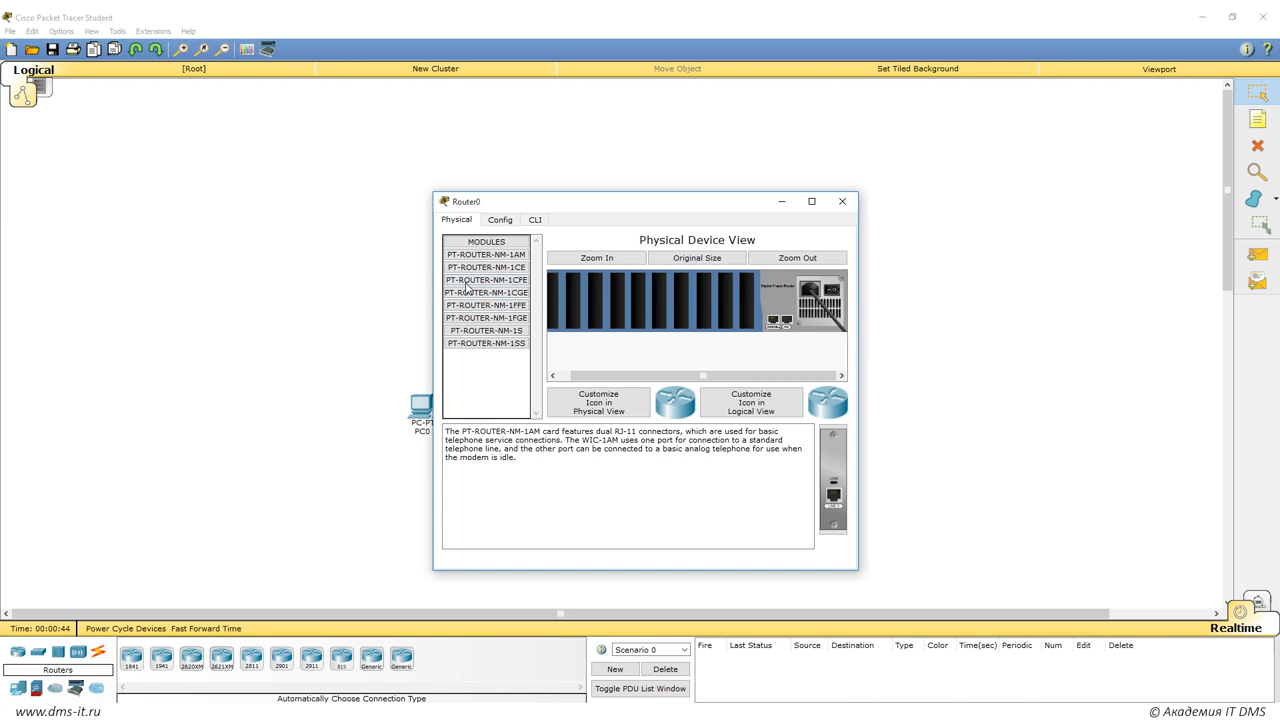 Cisco Packet Tracer Student
File Edit Options View Tools Extensions Help
Logical [Root] New Cluster Move Object Set Tiled Background Viewport
Router0
Physical Config CLI
MODULES
PT-ROUTER-NM-1AM
PT-ROUTER-NM-1CE
PT-ROUTER-NM-1CFE
PT-ROUTER-NM-1CGE
PT-ROUTER-NM-1FFE
PT-ROUTER-NM-1FGE
PT-ROUTER-NM-1S
PT-ROUTER-NM-1SS
Physical Device View
Zoom In Original Size Zoom Out
Customize
Icon in
Physical View
Customize
Icon in
Logical View
PC-PT
PC0
The PT-ROUTER-NM-1AM card features dual RJ-11 connectors, which are used for basic
telephone service connections. The WIC-1AM uses one port for connection to a standard
telephone line, and the other port can be connected to a basic analog telephone for use when
the modem is idle.
Realtime
Time: 00:00:44 Power Cycle Devices Fast Forward Time
Routers
1841 1941 2620XM 2621XM 2811 2901 2911 819 Generic Generic
Automatically Choose Connection Type
Scenario 0
New Delete
Toggle PDU List Window
Fire Last Status Source Destination Type Color Time(sec) Periodic Num Edit Delete
www.dms-it.ru
© Академия IT DMS